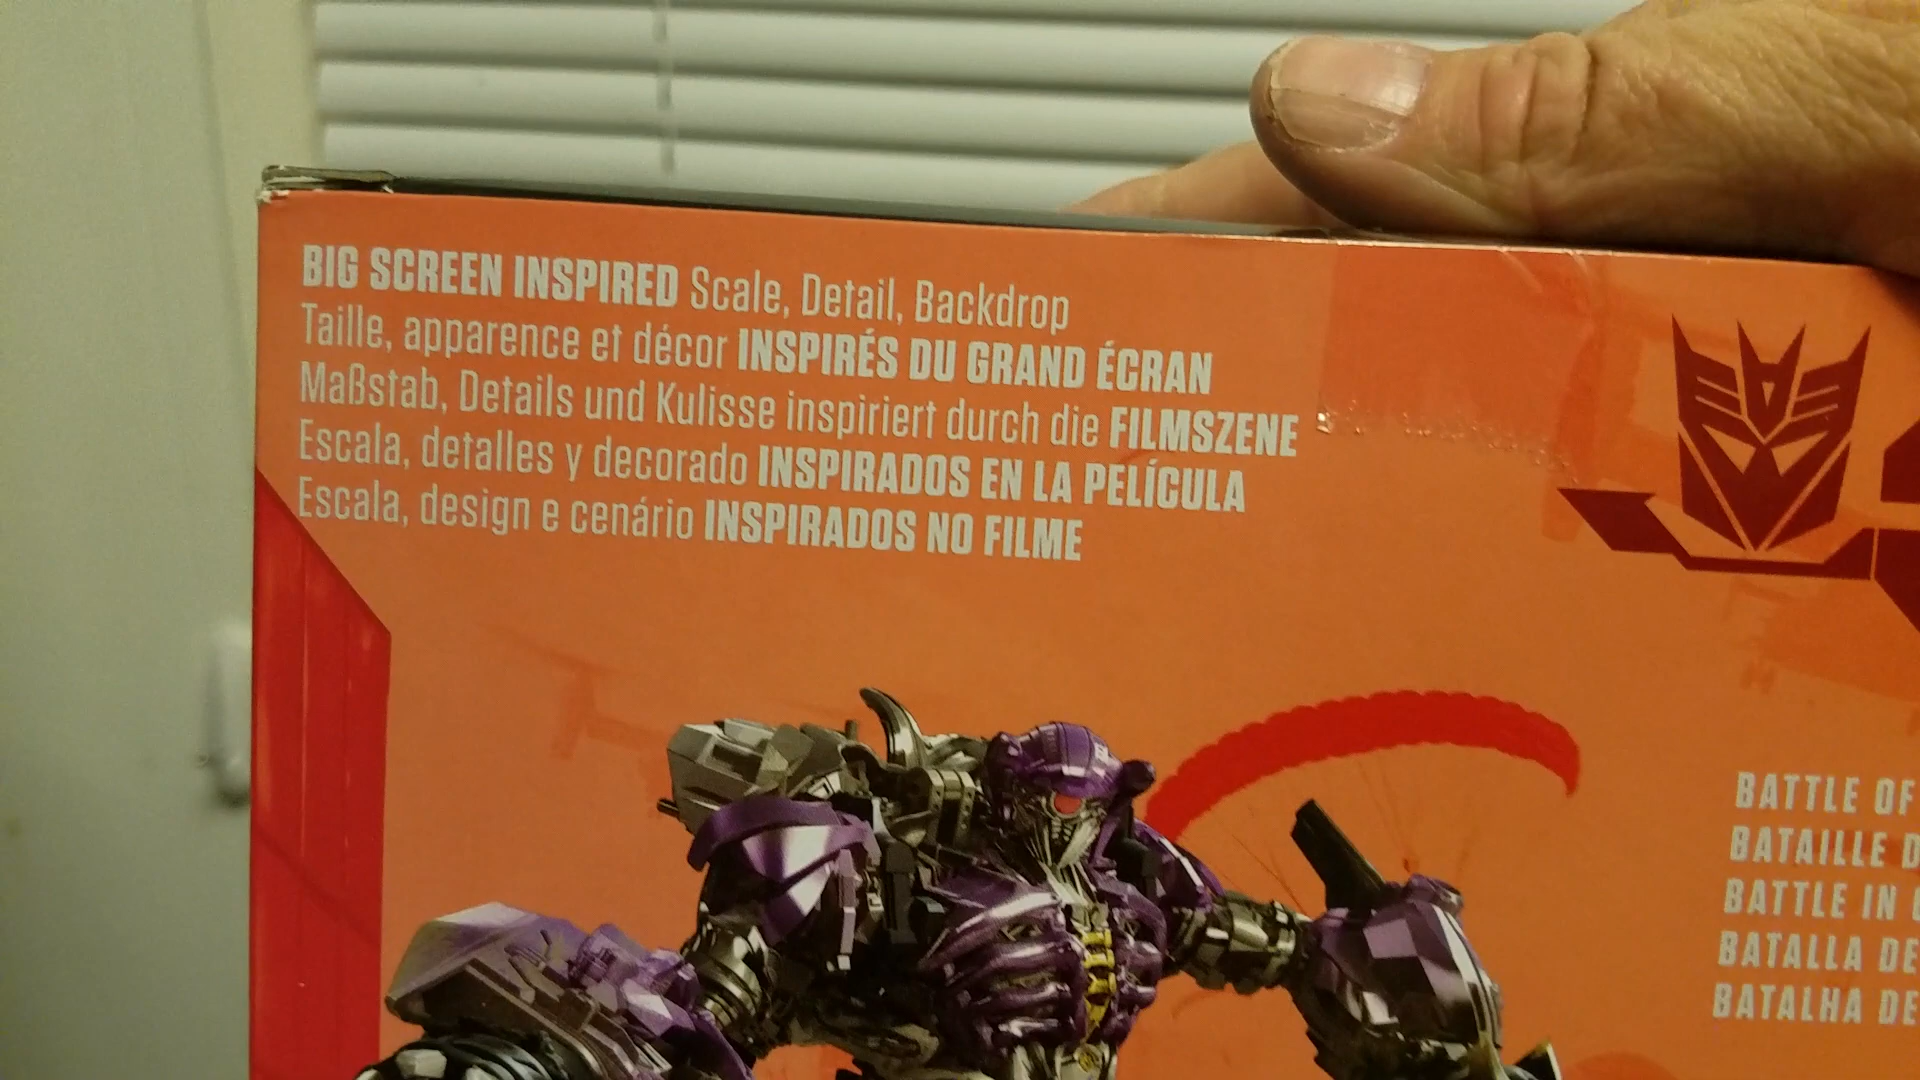 BIG SCREEN INSPIRED Scale, Detail, Backdrop
Taille, apparence et décor INSPIRÉS DU GRAND ÉCRAN
Maßstab, Details und Kulisse inspiriert durch die FILMSZENE
Escala, detalles y decorado INSPIRADOS EN LA PELÍCULA
Escala, design e cenário INSPIRADOS NO FILME
BATTLE OF
BATAILLE D
BATTLE IN
BATALLA DE
BATALHA DE